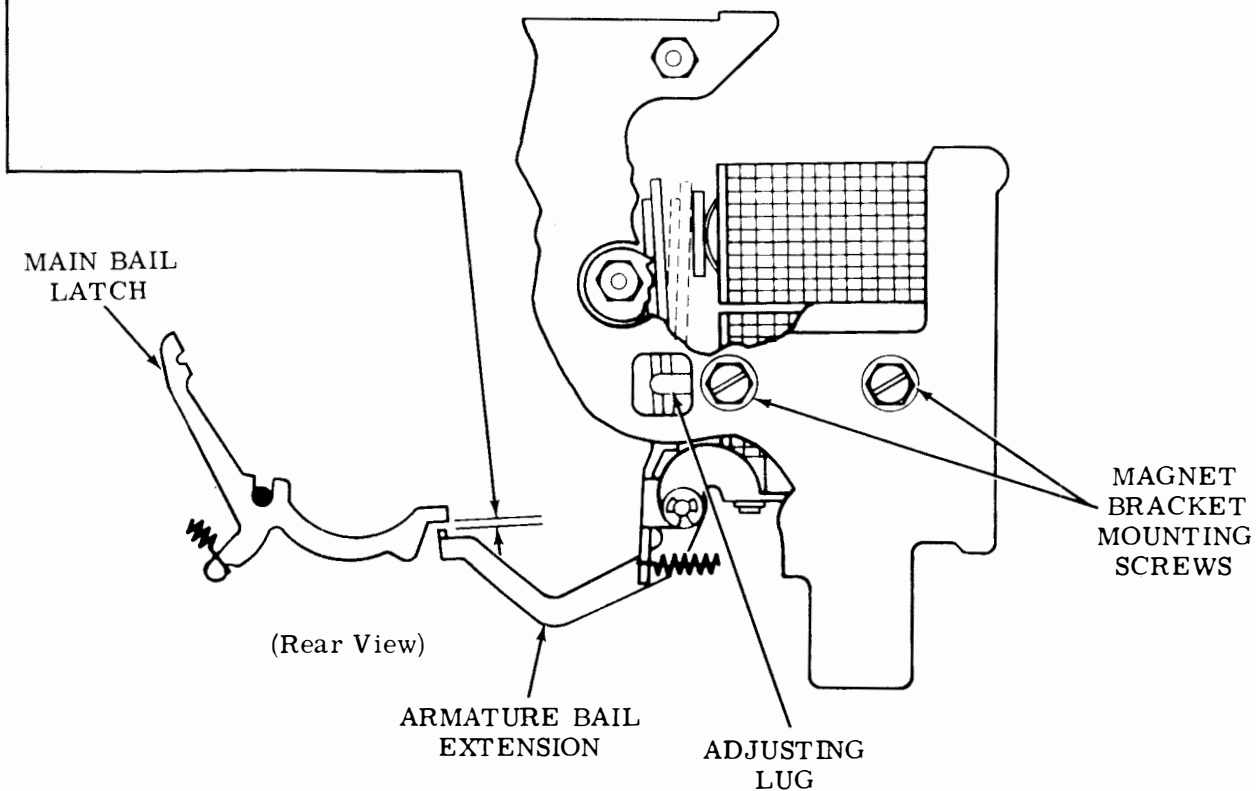 MAIN BAIL
LATCH
(Rear View)
ARMATURE BAIL
EXTENSION
ADJUSTING
LUG
MAGNET
BRACKET
MOUNTING
SCREWS